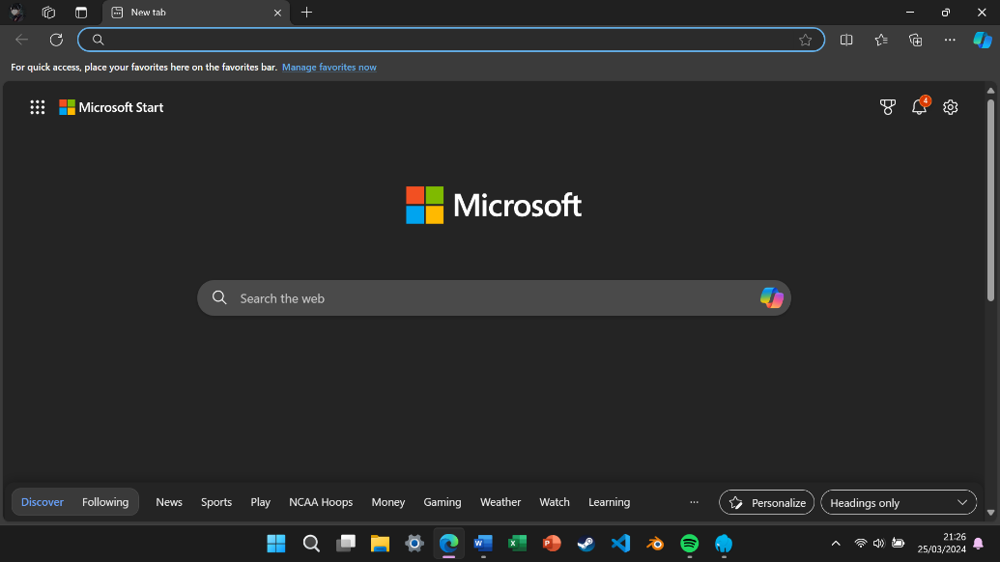 New tab
For quick access, place your favorites here on the favorites bar. Manage favorites now
Microsoft Start
4
Microsoft
Search the web
Discover Following News Sports Play NCAA Hoops Money Gaming Weather Watch Learning ... Personalize Headings only
21:26
25/03/2024